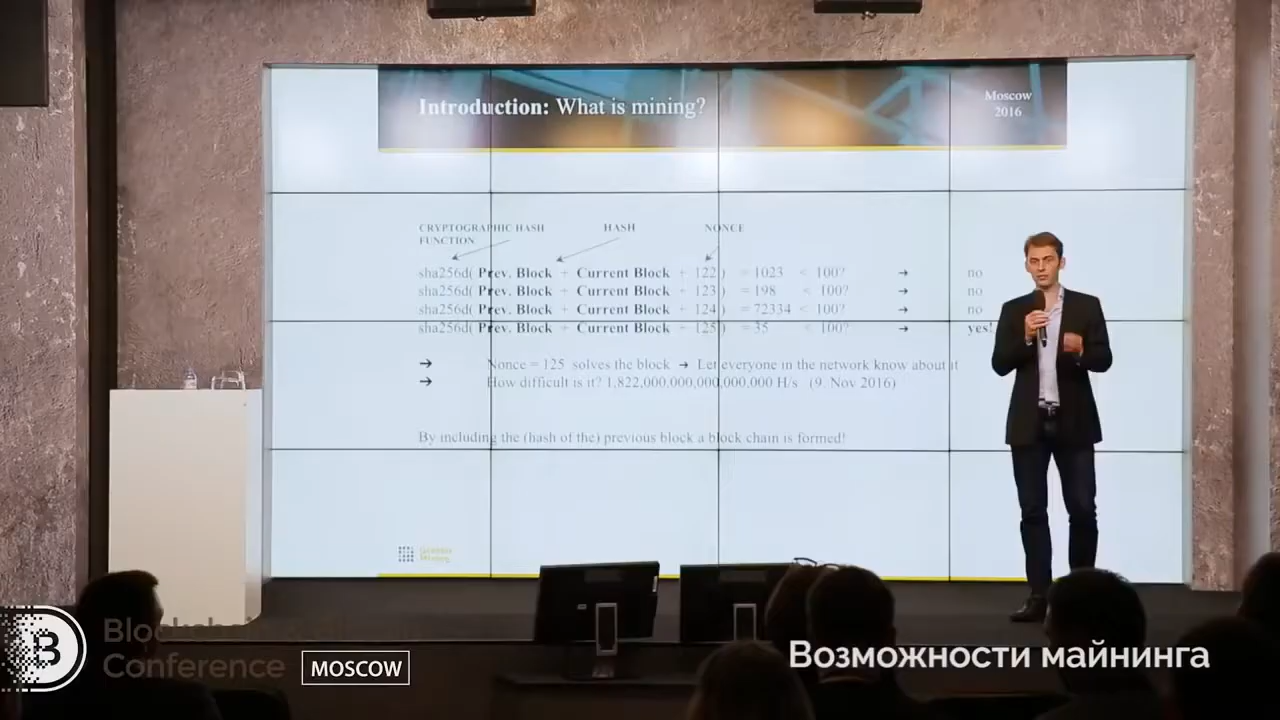 Introduction: What is mining?
Moscow
2016
CRYPTOGRAPHIC HASH
FUNCTION
HASH
NONCE
sha256d( Prev. Block + Current Block + 122 ) = 1023 < 100? → no
sha256d( Prev. Block + Current Block + 123 ) = 198 < 100? → no
sha256d( Prev. Block + Current Block + 124 ) = 72334 < 100? → no
sha256d( Prev. Block + Current Block + 125 ) = 35 < 100? → yes!
→ Nonce = 125 solves the block → Let everyone in the network know about it
→ How difficult is it? 1,822,000,000,000,000,000 H/s (9. Nov 2016)
By including the (hash of the) previous block a block chain is formed!
B
Conference
MOSCOW
Возможности майнинга